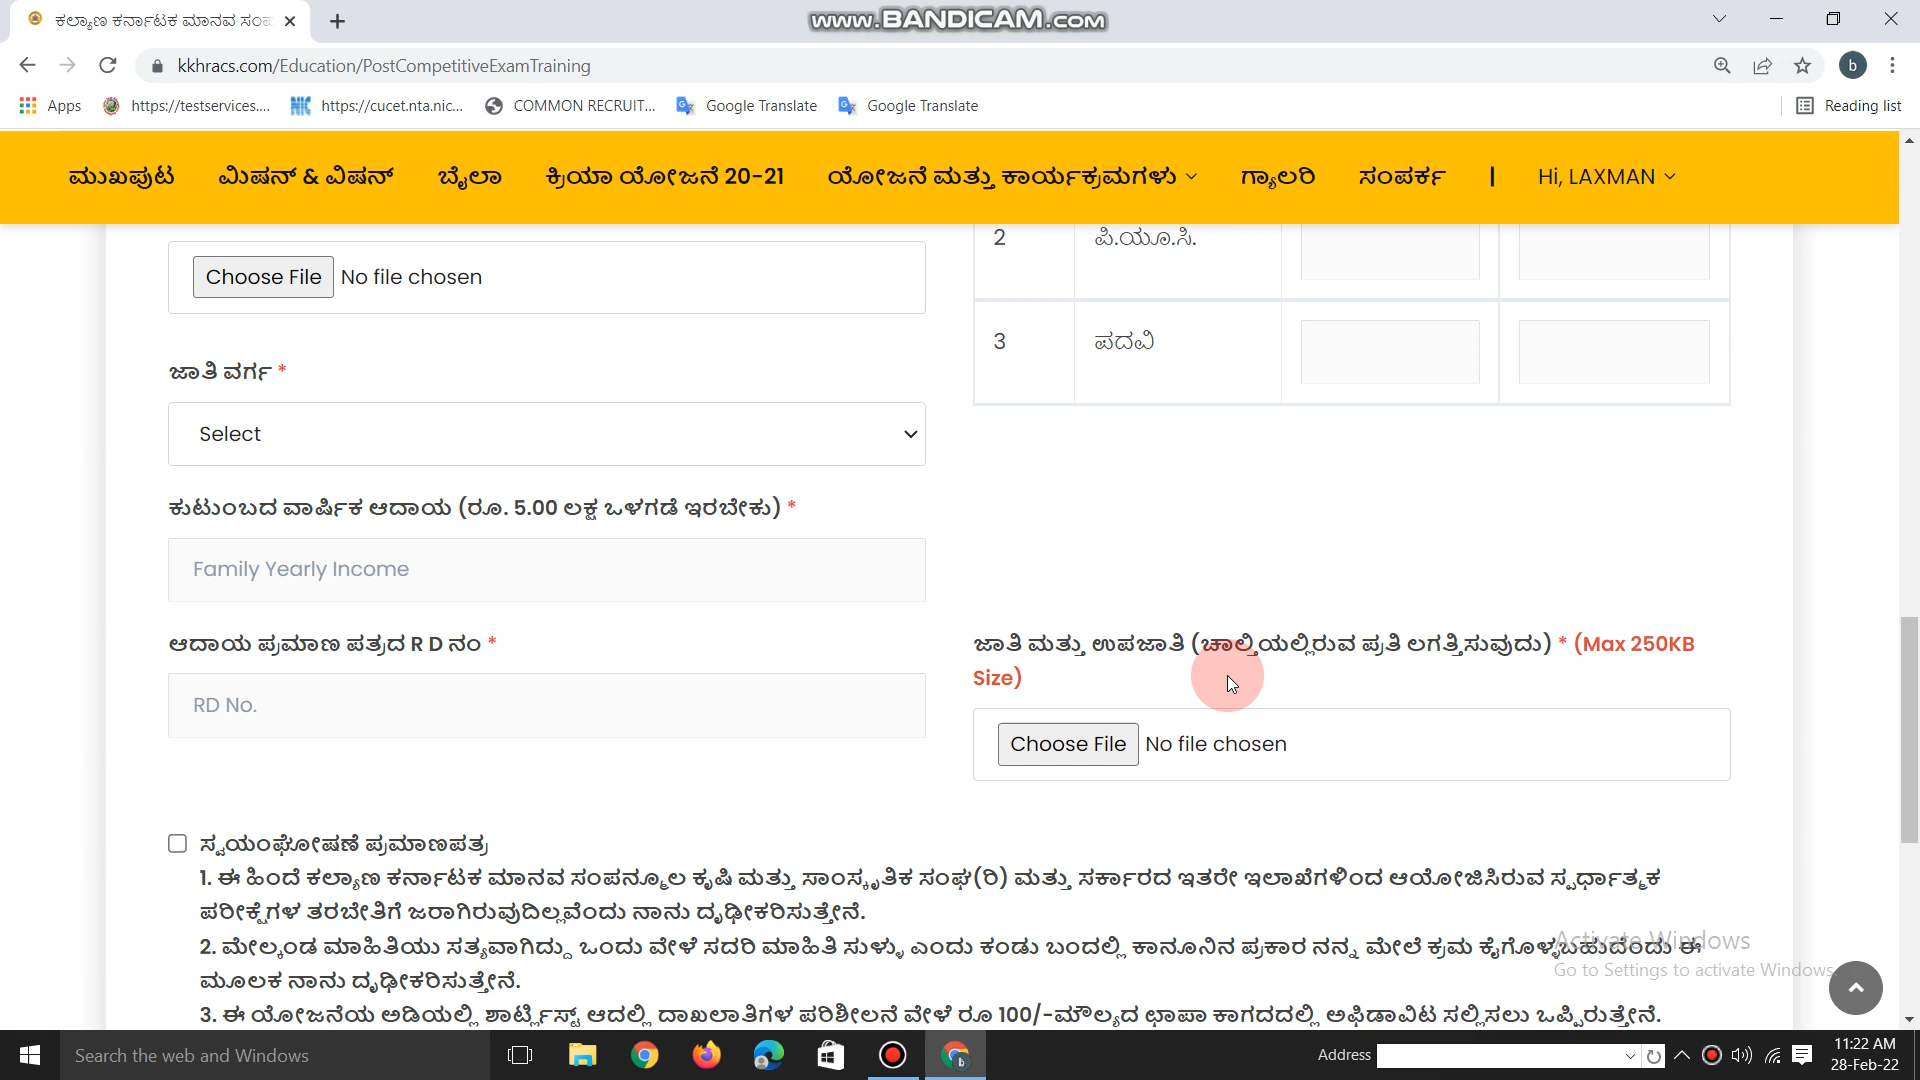 ಕಲ್ಯಾಣ ಕರ್ನಾಟಕ ಮಾನವ ಸಂಪ
www.BANDICAM.com
kkhracs.com/Education/PostCompetitiveExamTraining
b
Apps https://testservices.... https://cucet.nta.nic... COMMON RECRUIT... Google Translate Google Translate Reading list
ಮುಖಪುಟ ಮಿಷನ್ & ವಿಷನ್ ಬೈಲಾ ಕ್ರಿಯಾ ಯೋಜನೆ 20-21 ಯೋಜನೆ ಮತ್ತು ಕಾರ್ಯಕ್ರಮಗಳು ಗ್ಯಾಲರಿ ಸಂಪರ್ಕ | Hi, LAXMAN
2 ಪಿ.ಯೂ.ಸಿ.
Choose File No file chosen
3 ಪದವಿ
ಜಾತಿ ವರ್ಗ *
Select
ಕುಟುಂಬದ ವಾರ್ಷಿಕ ಆದಾಯ (ರೂ. 5.00 ಲಕ್ಷ ಒಳಗಡೆ ಇರಬೇಕು) *
Family Yearly Income
ಆದಾಯ ಪ್ರಮಾಣ ಪತ್ರದ R D ನಂ *
RD No.
ಜಾತಿ ಮತ್ತು ಉಪಜಾತಿ (ಚಾಲ್ತಿಯಲ್ಲಿರುವ ಪ್ರತಿ ಲಗತ್ತಿಸುವುದು) * (Max 250KB
Size)
Choose File No file chosen
ಸ್ವಯಂಘೋಷಣೆ ಪ್ರಮಾಣಪತ್ರ
1. ಈ ಹಿಂದೆ ಕಲ್ಯಾಣ ಕರ್ನಾಟಕ ಮಾನವ ಸಂಪನ್ಮೂಲ ಕೃಷಿ ಮತ್ತು ಸಾಂಸ್ಕೃತಿಕ ಸಂಘ(ರಿ) ಮತ್ತು ಸರ್ಕಾರದ ಇತರೇ ಇಲಾಖೆಗಳಿಂದ ಆಯೋಜಿಸಿರುವ ಸ್ಪರ್ಧಾತ್ಮಕ
ಪರೀಕ್ಷೆಗಳ ತರಬೇತಿಗೆ ಜರಾಗಿರುವುದಿಲ್ಲವೆಂದು ನಾನು ದೃಢೀಕರಿಸುತ್ತೇನೆ.
2. ಮೇಲ್ಕಂಡ ಮಾಹಿತಿಯು ಸತ್ಯವಾಗಿದ್ದು ಒಂದು ವೇಳೆ ಸದರಿ ಮಾಹಿತಿ ಸುಳ್ಳು ಎಂದು ಕಂಡು ಬಂದಲ್ಲಿ ಕಾನೂನಿನ ಪ್ರಕಾರ ನನ್ನ ಮೇಲೆ ಕ್ರಮ ಕೈಗೊಳ್ಳಬಹುದೆಂದು ಈ
ಮೂಲಕ ನಾನು ದೃಢೀಕರಿಸುತ್ತೇನೆ.
3. ಈ ಯೋಜನೆಯ ಅಡಿಯಲ್ಲಿ ಶಾರ್ಟ್ಲಿಸ್ಟ್ ಆದಲ್ಲಿ ದಾಖಲಾತಿಗಳ ಪರಿಶೀಲನೆ ವೇಳೆ ರೂ 100/-ಮೌಲ್ಯದ ಛಾಪಾ ಕಾಗದದಲ್ಲಿ ಅಫಿಡಾವಿಟ ಸಲ್ಲಿಸಲು ಒಪ್ಪಿರುತ್ತೇನೆ.
Activate Windows
Go to Settings to activate Windows.
Search the web and Windows
Address
11:22 AM
28-Feb-22